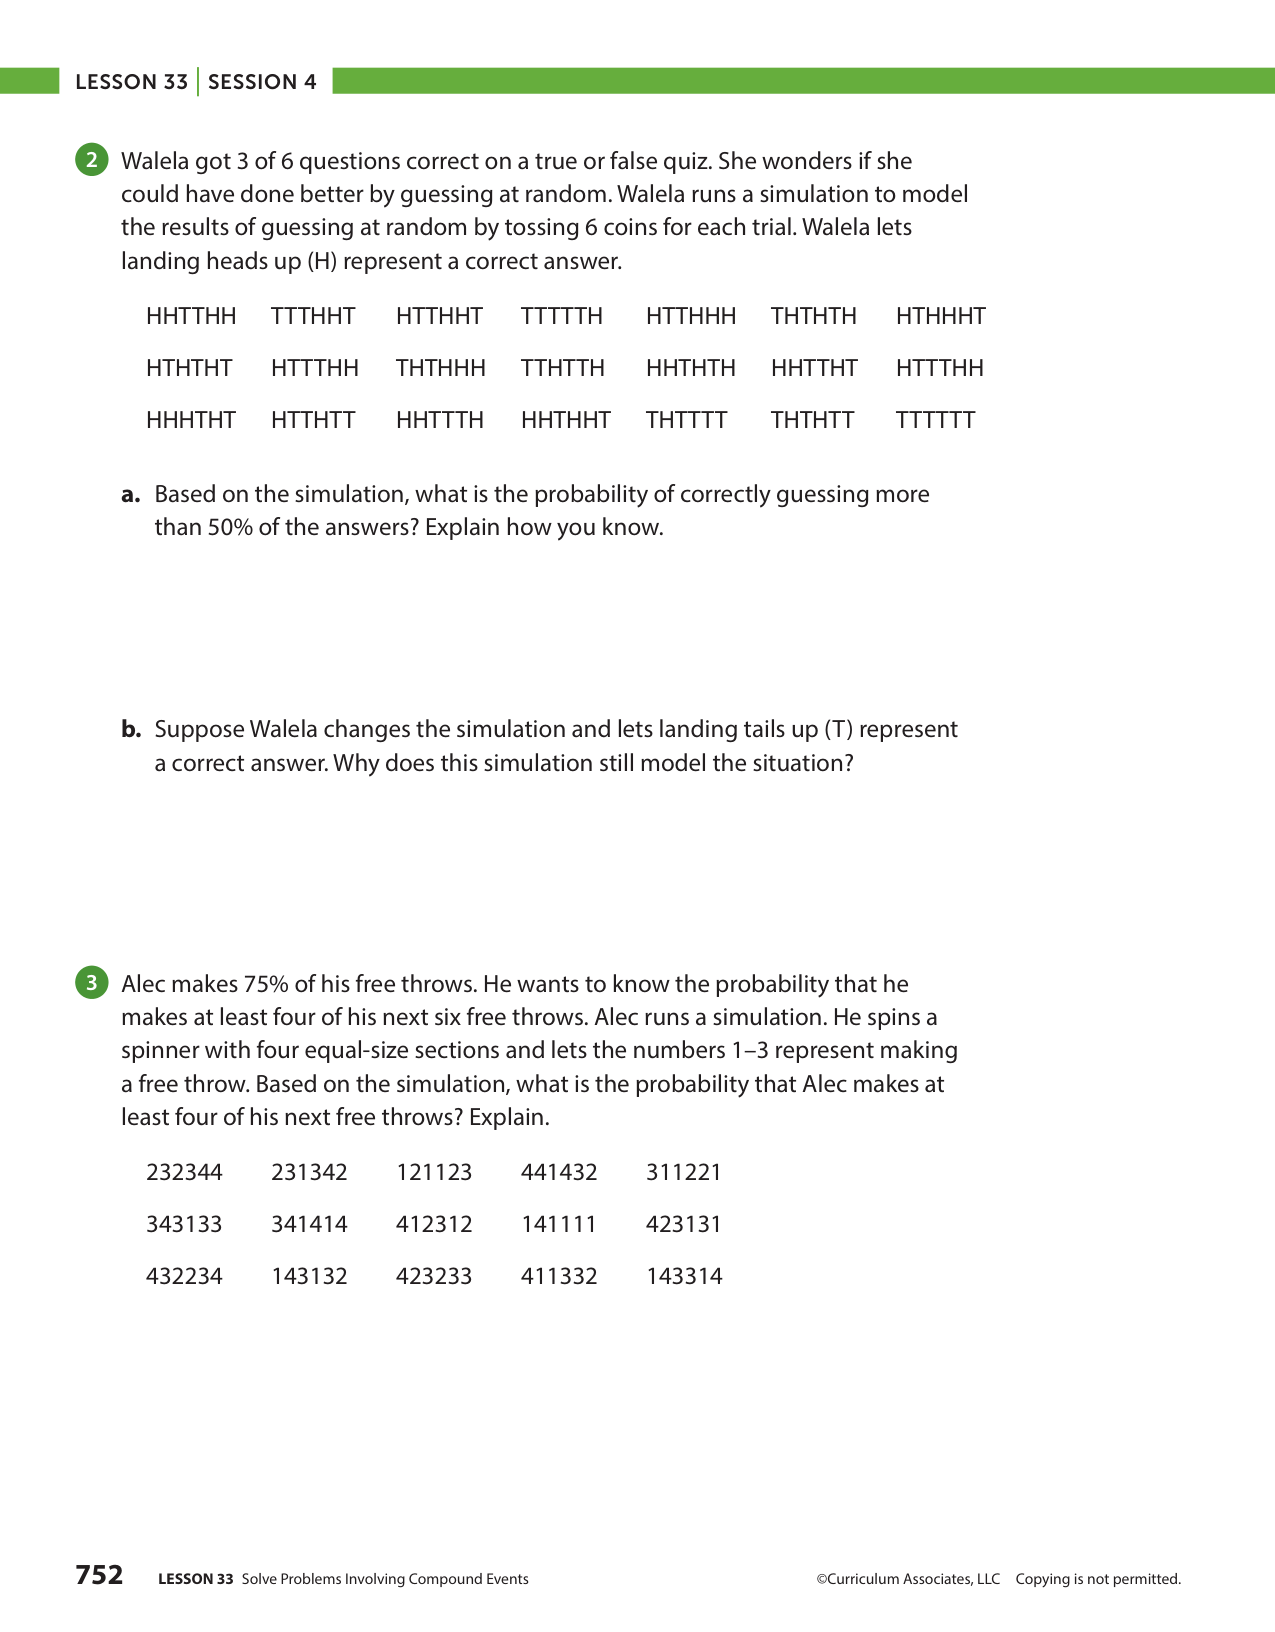 LESSON 33 | SESSION 4
2 Walela got 3 of 6 questions correct on a true or false quiz. She wonders if she
could have done better by guessing at random. Walela runs a simulation to model
the results of guessing at random by tossing 6 coins for each trial. Walela lets
landing heads up (H) represent a correct answer.
HHTTHH TTTHHT HTTHHT TTTTTH HTTHHH THTHTH HTHHHT
HTHTHT HTTTHH THTHHH TTHTTH HHTHTH HHTTHT HTTTHH
HHHTHT HTTHTT HHTTTH HHTHHT THTTTT THTHTT TTTTTT
a. Based on the simulation, what is the probability of correctly guessing more
than 50% of the answers? Explain how you know.
b. Suppose Walela changes the simulation and lets landing tails up (T) represent
a correct answer. Why does this simulation still model the situation?
3 Alec makes 75% of his free throws. He wants to know the probability that he
makes at least four of his next six free throws. Alec runs a simulation. He spins a
spinner with four equal-size sections and lets the numbers 1–3 represent making
a free throw. Based on the simulation, what is the probability that Alec makes at
least four of his next free throws? Explain.
232344 231342 121123 441432 311221
343133 341414 412312 141111 423131
432234 143132 423233 411332 143314
752 LESSON 33 Solve Problems Involving Compound Events ©Curriculum Associates, LLC Copying is not permitted.